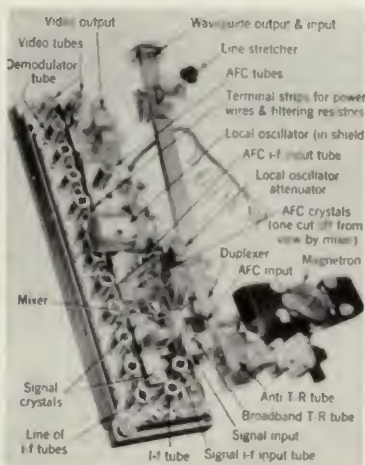 Video output
Waveguide output & input
Video tubes
Line stretcher
Demodulator
tube
AFC tubes
Terminal strips for power
wires & filtering resistors
Local oscillator (in shield)
AFC i-f input tube
Local oscillator
attenuator
AFC crystals
(one cut off from
view by mixer)
Duplexer
AFC input
Magnetron
Mixer
Signal
crystals
Anti T-R tube
Broadband T-R tube
Signal input
Line of
i-f tubes
I-f tube
Signal i-f input tube